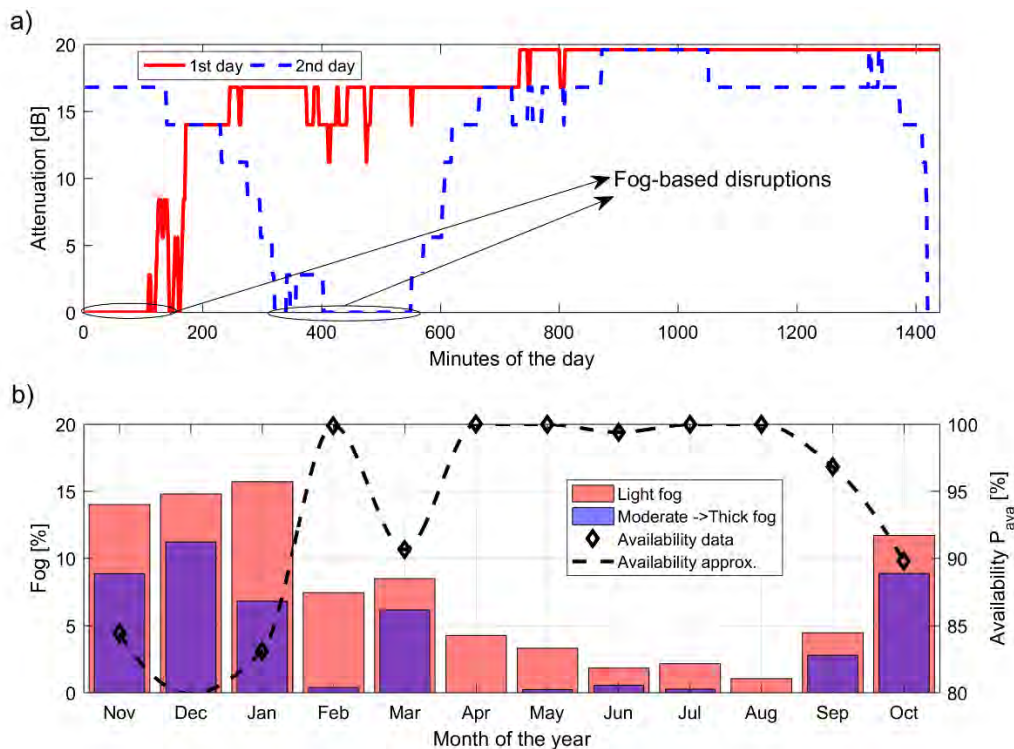 a)
20
15
10
5
0
Attenuation [dB]
1st day
2nd day
Fog-based disruptions
0 200 400 600 800 1000 1200 1400
Minutes of the day
b)
20
15
10
5
0
Fog [%]
Light fog
Moderate ->Thick fog
Availability data
Availability approx.
100
95
90
85
80
Availability P_ava [%]
Nov Dec Jan Feb Mar Apr May Jun Jul Aug Sep Oct
Month of the year